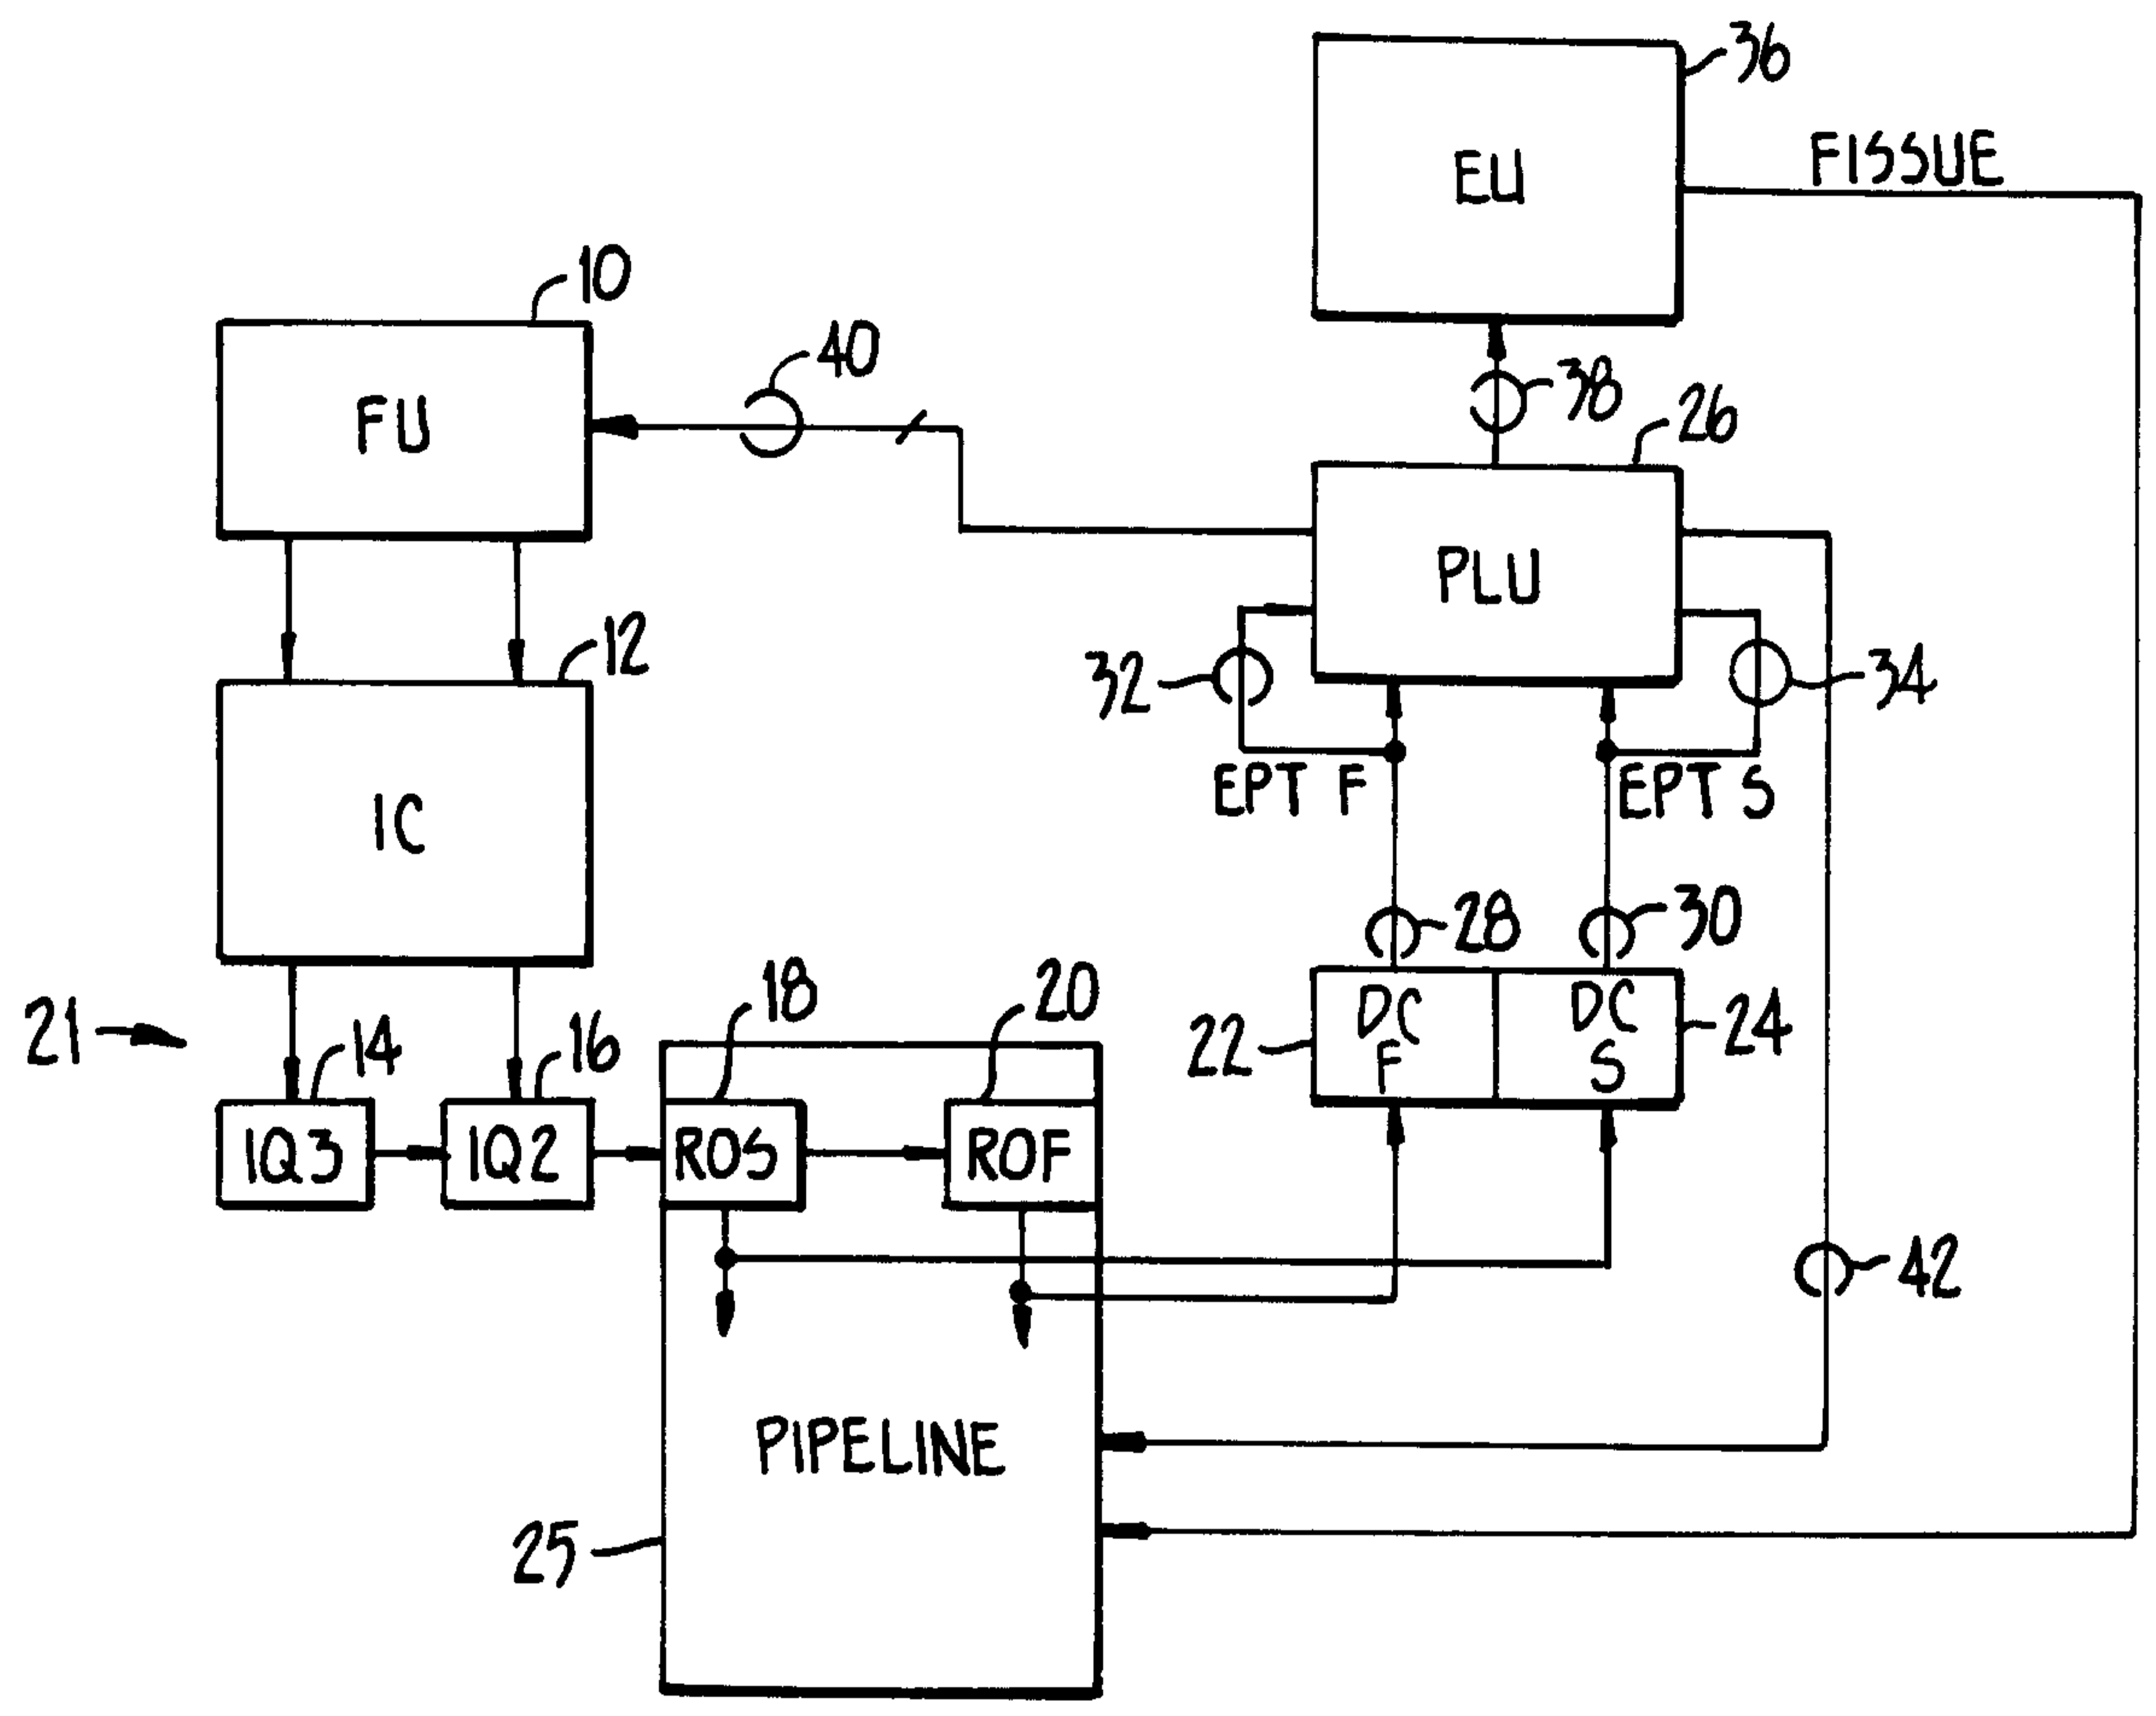 36
EU
FISSUE
10
FU
40
38
26
PLU
12
32
34
IC
EPT F
EPT S
28
30
21
14
16
18
20
22
DC
F
DC
S
24
IQ3
IQ2
ROS
ROF
42
PIPELINE
25